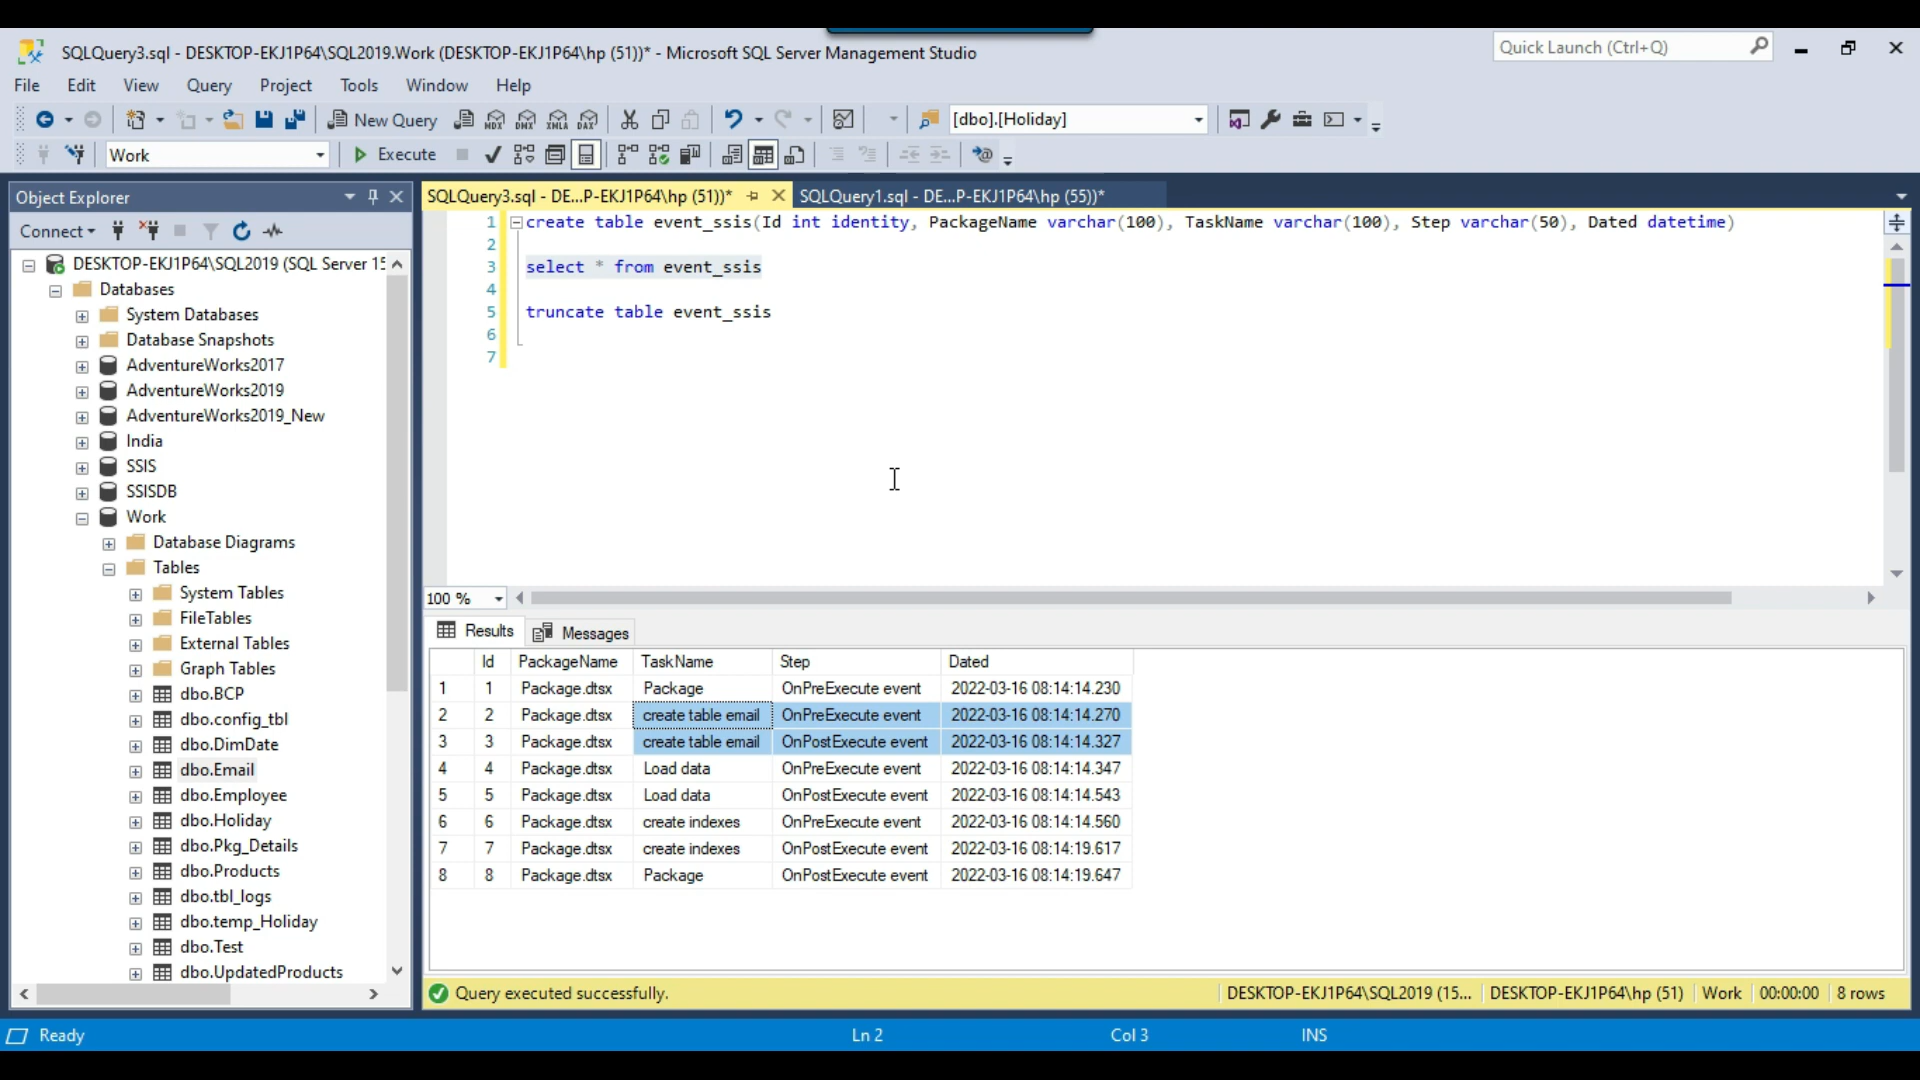 SQLQuery3.sql - DESKTOP-EKJ1P64\SQL2019.Work (DESKTOP-EKJ1P64\hp (51))* - Microsoft SQL Server Management Studio
Quick Launch (Ctrl+Q)
File Edit View Query Project Tools Window Help
New Query MDX DMX XMLA DAX [dbo].[Holiday]
Work Execute
Object Explorer
SQLQuery3.sql - DE...P-EKJ1P64\hp (51))*
SQLQuery1.sql - DE...P-EKJ1P64\hp (55))*
Connect
DESKTOP-EKJ1P64\SQL2019 (SQL Server 15
Databases
System Databases
Database Snapshots
AdventureWorks2017
AdventureWorks2019
AdventureWorks2019_New
India
SSIS
SSISDB
Work
Database Diagrams
Tables
System Tables
FileTables
External Tables
Graph Tables
dbo.BCP
dbo.config_tbl
dbo.DimDate
dbo.Email
dbo.Employee
dbo.Holiday
dbo.Pkg_Details
dbo.Products
dbo.tbl_logs
dbo.temp_Holiday
dbo.Test
dbo.UpdatedProducts
1 create table event_ssis(Id int identity, PackageName varchar(100), TaskName varchar(100), Step varchar(50), Dated datetime)
2
3 select * from event_ssis
4
5 truncate table event_ssis
6
7
100 %
Results Messages
Id PackageName TaskName Step Dated
1 1 Package.dtsx Package OnPreExecute event 2022-03-16 08:14:14.230
2 2 Package.dtsx create table email OnPreExecute event 2022-03-16 08:14:14.270
3 3 Package.dtsx create table email OnPostExecute event 2022-03-16 08:14:14.327
4 4 Package.dtsx Load data OnPreExecute event 2022-03-16 08:14:14.347
5 5 Package.dtsx Load data OnPostExecute event 2022-03-16 08:14:14.543
6 6 Package.dtsx create indexes OnPreExecute event 2022-03-16 08:14:14.560
7 7 Package.dtsx create indexes OnPostExecute event 2022-03-16 08:14:19.617
8 8 Package.dtsx Package OnPostExecute event 2022-03-16 08:14:19.647
Query executed successfully.
DESKTOP-EKJ1P64\SQL2019 (15... DESKTOP-EKJ1P64\hp (51) Work 00:00:00 8 rows
Ready Ln 2 Col 3 INS